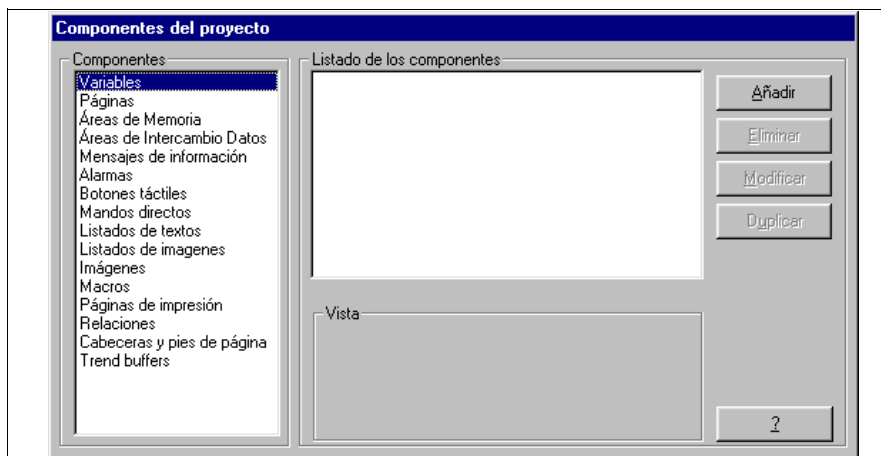 Componentes del proyecto
Componentes
Variables
Páginas
Áreas de Memoria
Áreas de Intercambio Datos
Mensajes de información
Alarmas
Botones táctiles
Mandos directos
Listados de textos
Listados de imagenes
Imágenes
Macros
Páginas de impresión
Relaciones
Cabeceras y pies de página
Trend buffers
Listado de los componentes
Vista
Añadir
Eliminar
Modificar
Duplicar
?